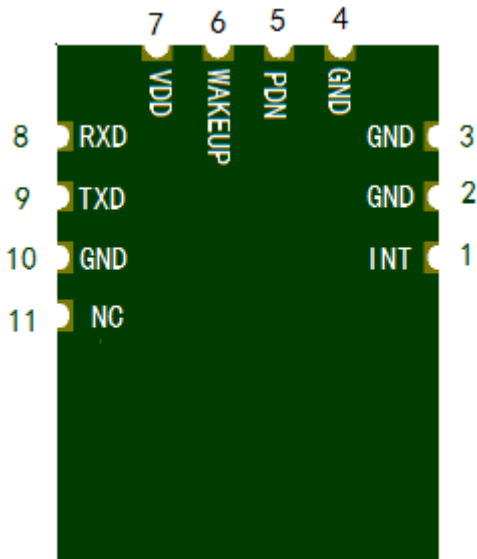 7 6 5 4
VDD WAKEUP PDN GND
8 RXD GND 3
9 TXD GND 2
10 GND INT 1
11 NC